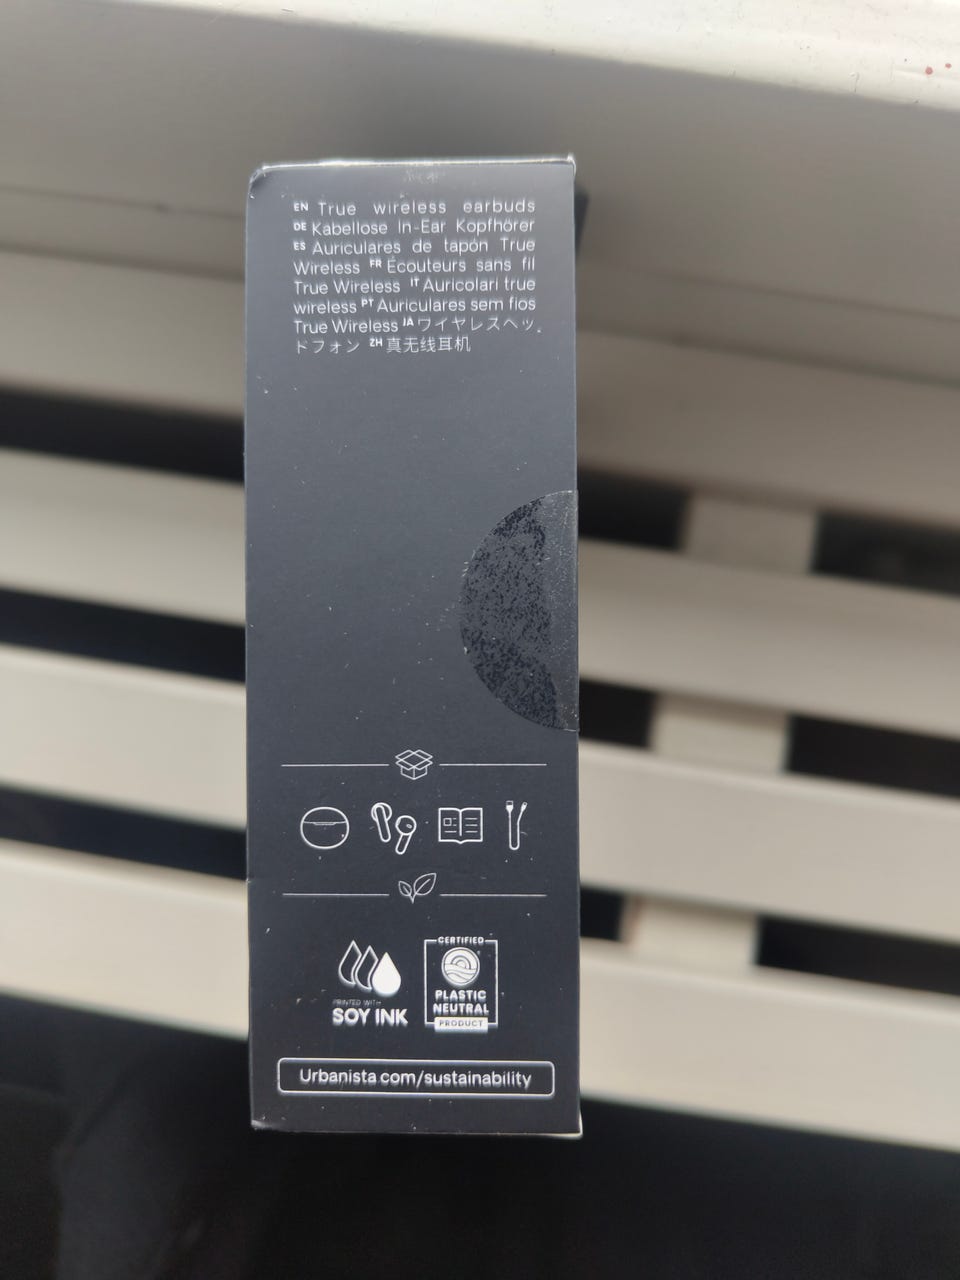 EN True wireless earbuds
DE Kabellose In-Ear Kopfhörer
ES Auriculares de tapón True
Wireless FR Écouteurs sans fil
True Wireless IT Auricolari true
wireless PT Auriculares sem fios
True Wireless JA ワイヤレスヘッ
ドフォン ZH 真无线耳机
PRINTED WITH
SOY INK
CERTIFIED
PLASTIC
NEUTRAL
PRODUCT
Urbanista.com/sustainability